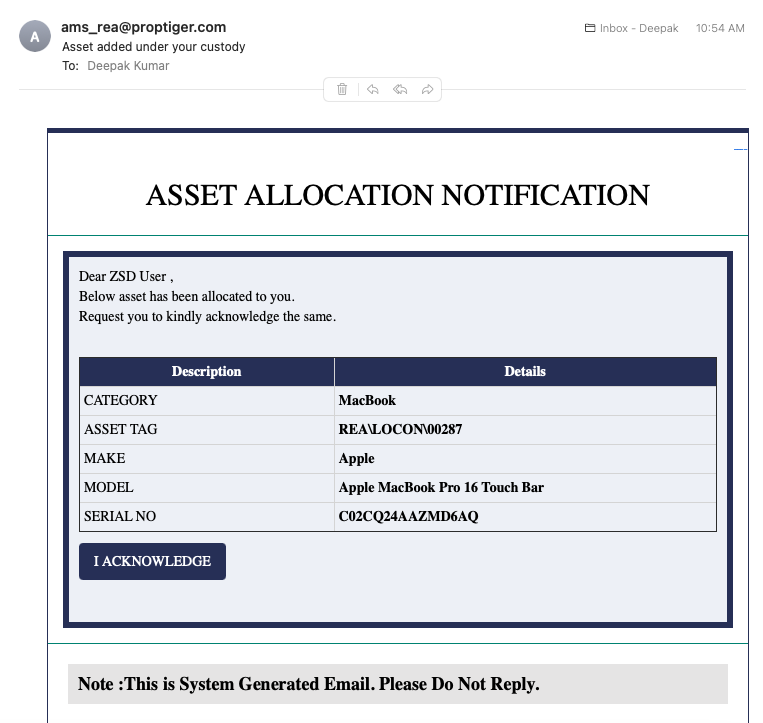 A
ams_rea@proptiger.com
Inbox - Deepak 10:54 AM
Asset added under your custody
To: Deepak Kumar
ASSET ALLOCATION NOTIFICATION
Dear ZSD User ,
Below asset has been allocated to you.
Request you to kindly acknowledge the same.
Description Details
CATEGORY MacBook
ASSET TAG REA\LOCON\00287
MAKE Apple
MODEL Apple MacBook Pro 16 Touch Bar
SERIAL NO C02CQ24AAZMD6AQ
I ACKNOWLEDGE
Note :This is System Generated Email. Please Do Not Reply.